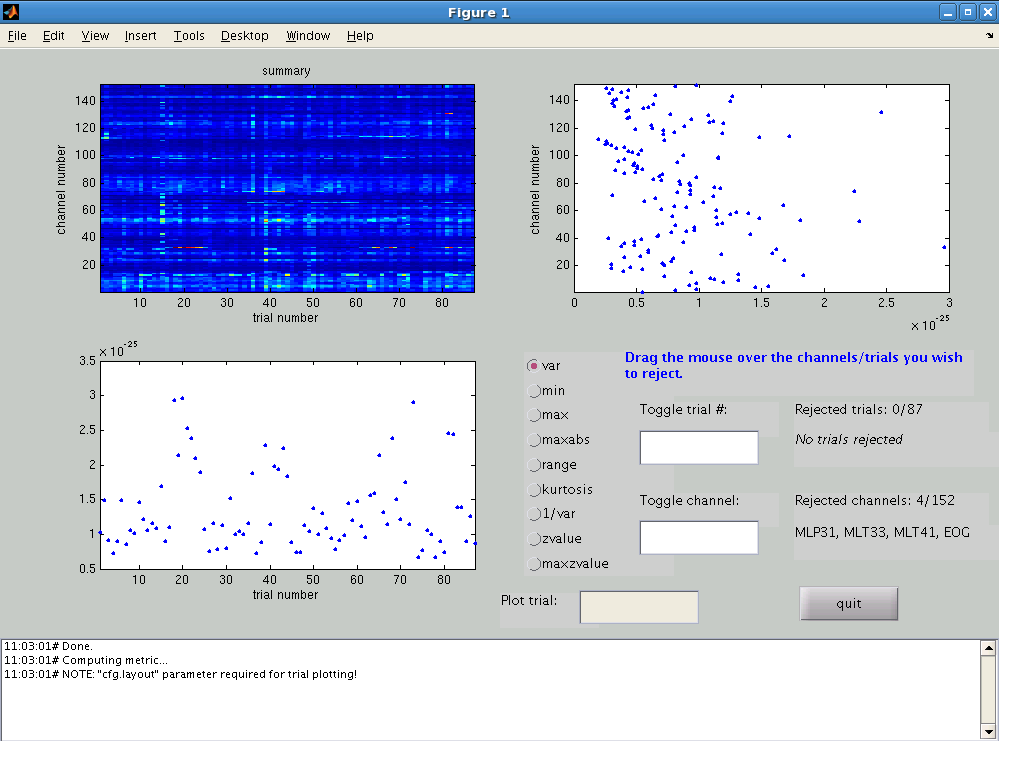 Figure 1
File Edit View Insert Tools Desktop Window Help
summary
channel number
140
120
100
80
60
40
20
10 20 30 40 50 60 70 80
trial number
channel number
140
120
100
80
60
40
20
0 0.5 1 1.5 2 2.5 3
× 10-25
× 10-25
3.5
3
2.5
2
1.5
1
0.5
10 20 30 40 50 60 70 80
trial number
var
min
max
maxabs
range
kurtosis
1/var
zvalue
maxzvalue
Drag the mouse over the channels/trials you wish
to reject.
Toggle trial #:
Rejected trials: 0/87
No trials rejected
Toggle channel:
Rejected channels: 4/152
MLP31, MLT33, MLT41, EOG
Plot trial:
quit
11:03:01# Done.
11:03:01# Computing metric...
11:03:01# NOTE: "cfg.layout" parameter required for trial plotting!